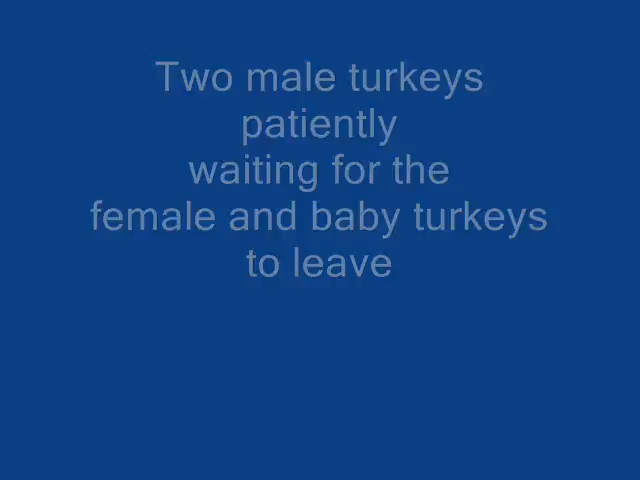 Two male turkeys
patiently
waiting for the
female and baby turkeys
to leave